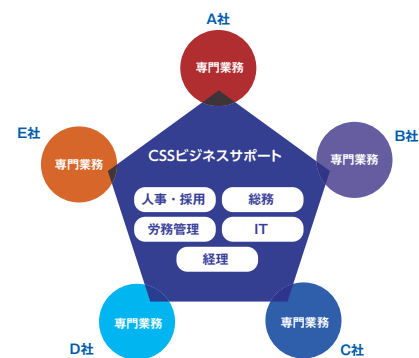 A社
専門業務
E社
専門業務
B社
専門業務
CSSビジネスサポート
人事・採用
総務
労務管理
IT
経理
専門業務
D社
専門業務
C社